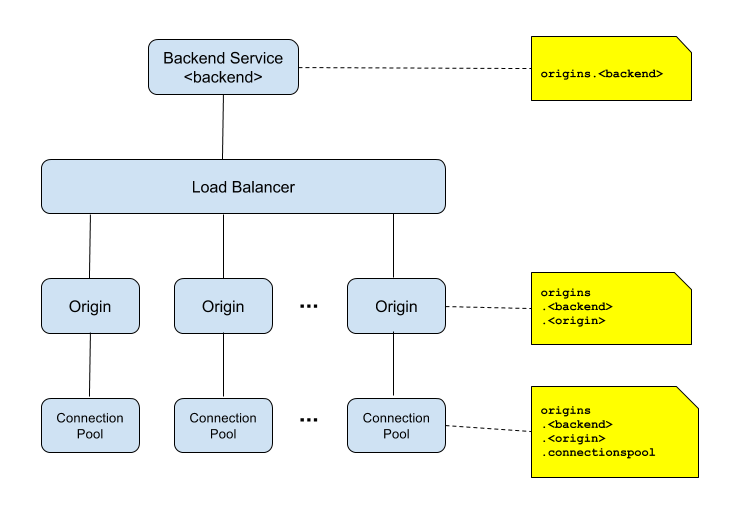 Backend Service
<backend>
origins.<backend>
Load Balancer
Origin
Origin
...
Origin
origins
.<backend>
.<origin>
Connection
Pool
Connection
Pool
...
Connection
Pool
origins
.<backend>
.<origin>
.connectionspool